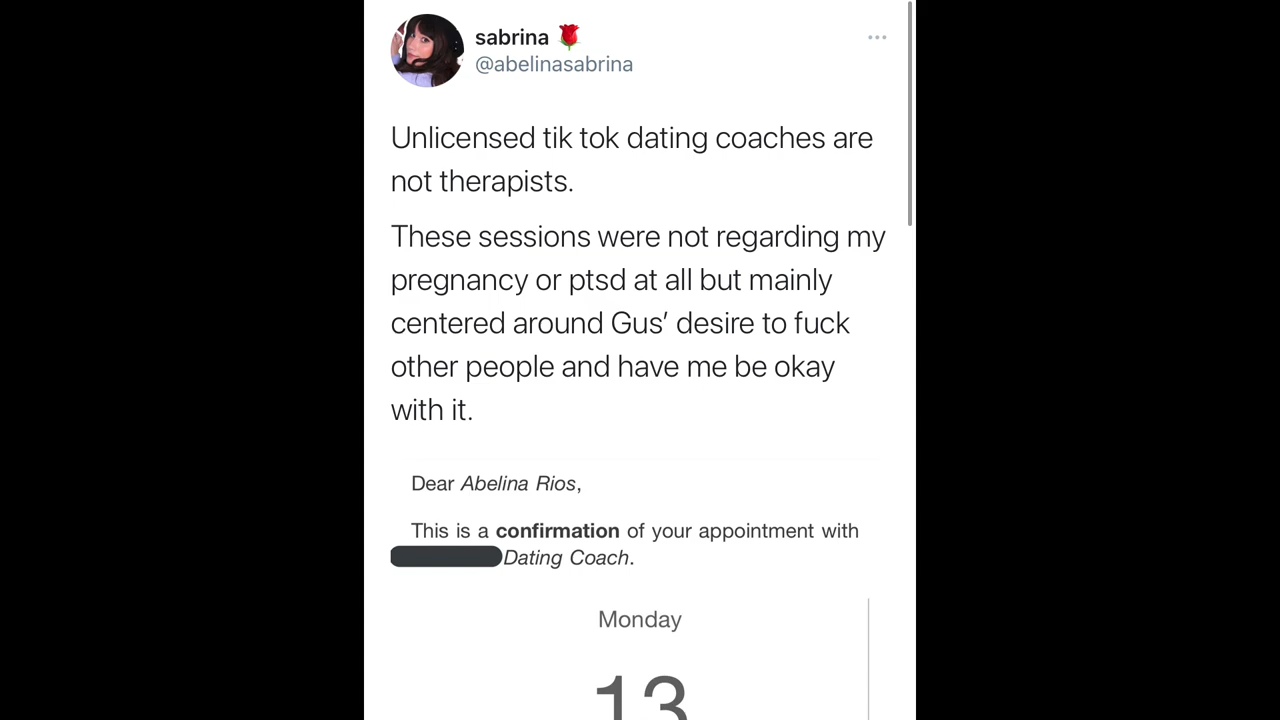 sabrina 🌹
@abelinasabrina
Unlicensed tik tok dating coaches are
not therapists.
These sessions were not regarding my
pregnancy or ptsd at all but mainly
centered around Gus’ desire to fuck
other people and have me be okay
with it.
Dear Abelina Rios,
This is a confirmation of your appointment with
Dating Coach.
Monday
13